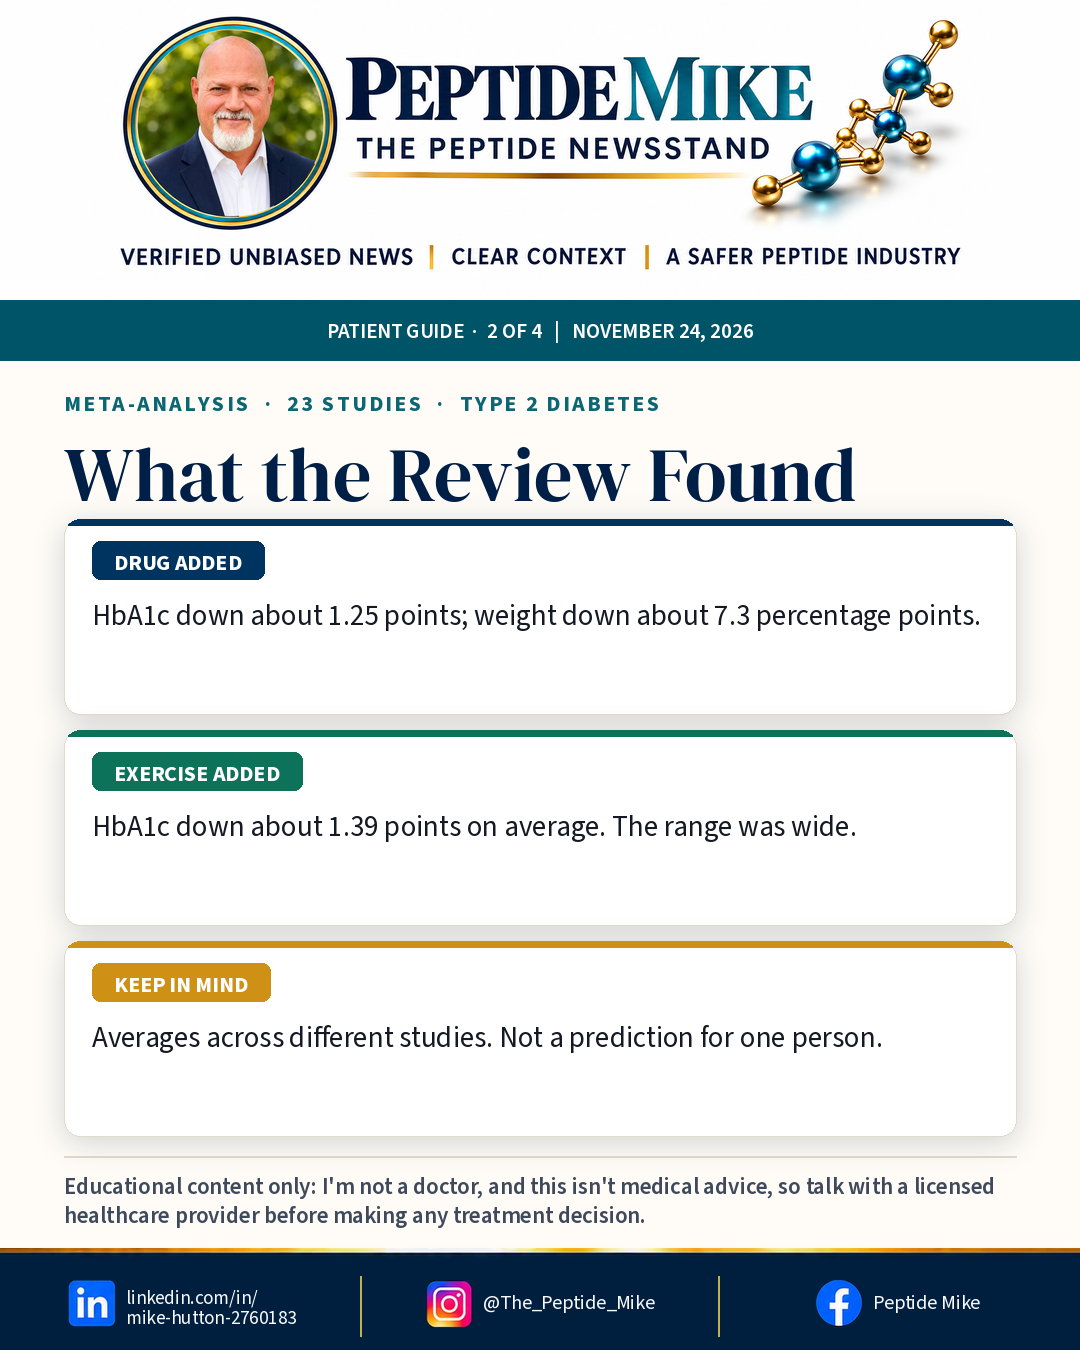 PEPTIDEMIKE
THE PEPTIDE NEWSSTAND
VERIFIED UNBIASED NEWS | CLEAR CONTEXT | A SAFER PEPTIDE INDUSTRY
PATIENT GUIDE · 2 OF 4 | NOVEMBER 24, 2026
META-ANALYSIS · 23 STUDIES · TYPE 2 DIABETES
What the Review Found
DRUG ADDED
HbA1c down about 1.25 points; weight down about 7.3 percentage points.
EXERCISE ADDED
HbA1c down about 1.39 points on average. The range was wide.
KEEP IN MIND
Averages across different studies. Not a prediction for one person.
Educational content only: I'm not a doctor, and this isn't medical advice, so talk with a licensed
healthcare provider before making any treatment decision.
linkedin.com/in/
mike-hutton-2760183
@The_Peptide_Mike
Peptide Mike